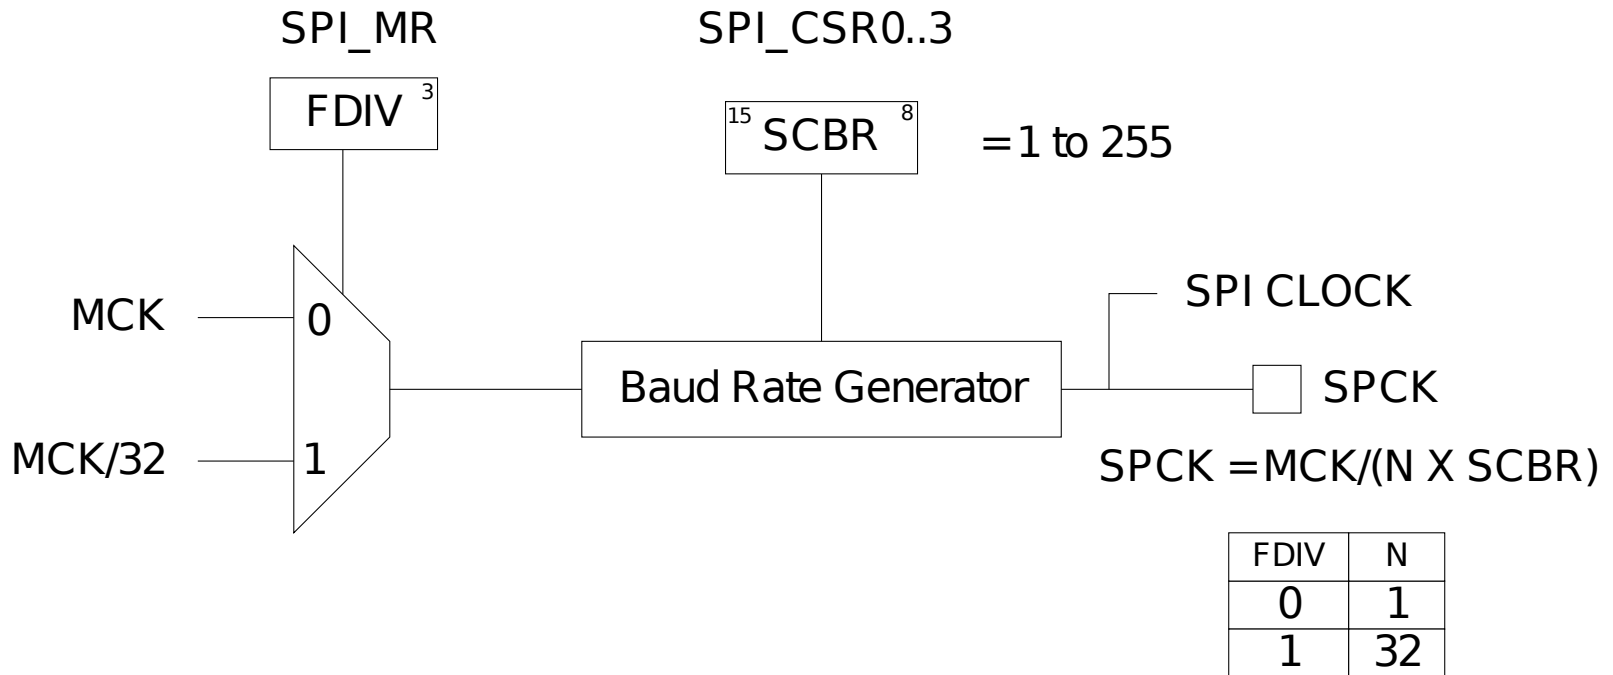 SPI_MR
SPI_CSR0..3
FDIV 3
15 SCBR 8
=1 to 255
MCK
0
SPI CLOCK
Baud Rate Generator
SPCK
MCK/32
1
SPCK =MCK/(N X SCBR)
FDIV N
0 1
1 32